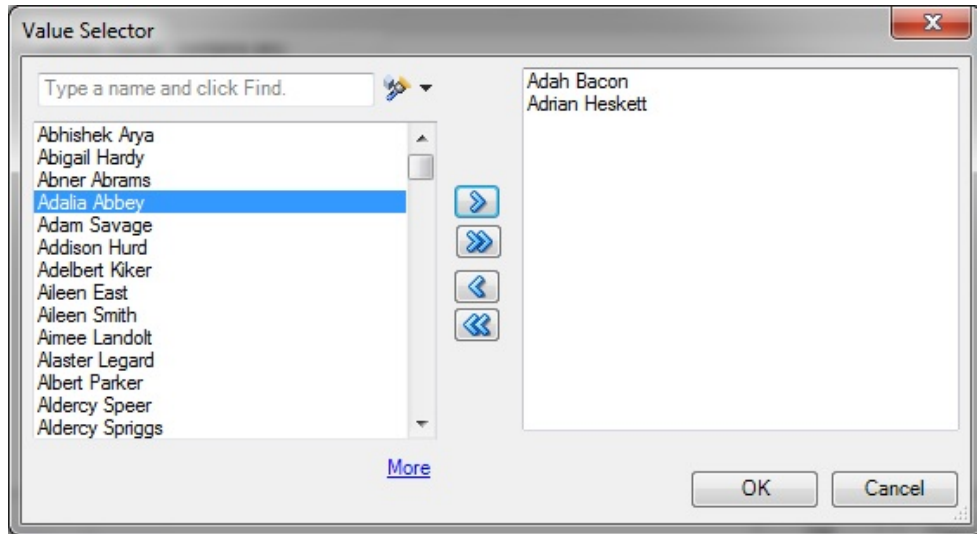 Value Selector
Type a name and click Find.
Abhishek Arya
Abigail Hardy
Abner Abrams
Adalia Abbey
Adam Savage
Addison Hurd
Adelbert Kiker
Aileen East
Aileen Smith
Aimee Landolt
Alaster Legard
Albert Parker
Aldercy Speer
Aldercy Spriggs
More
Adah Bacon
Adrian Heskett
OK
Cancel